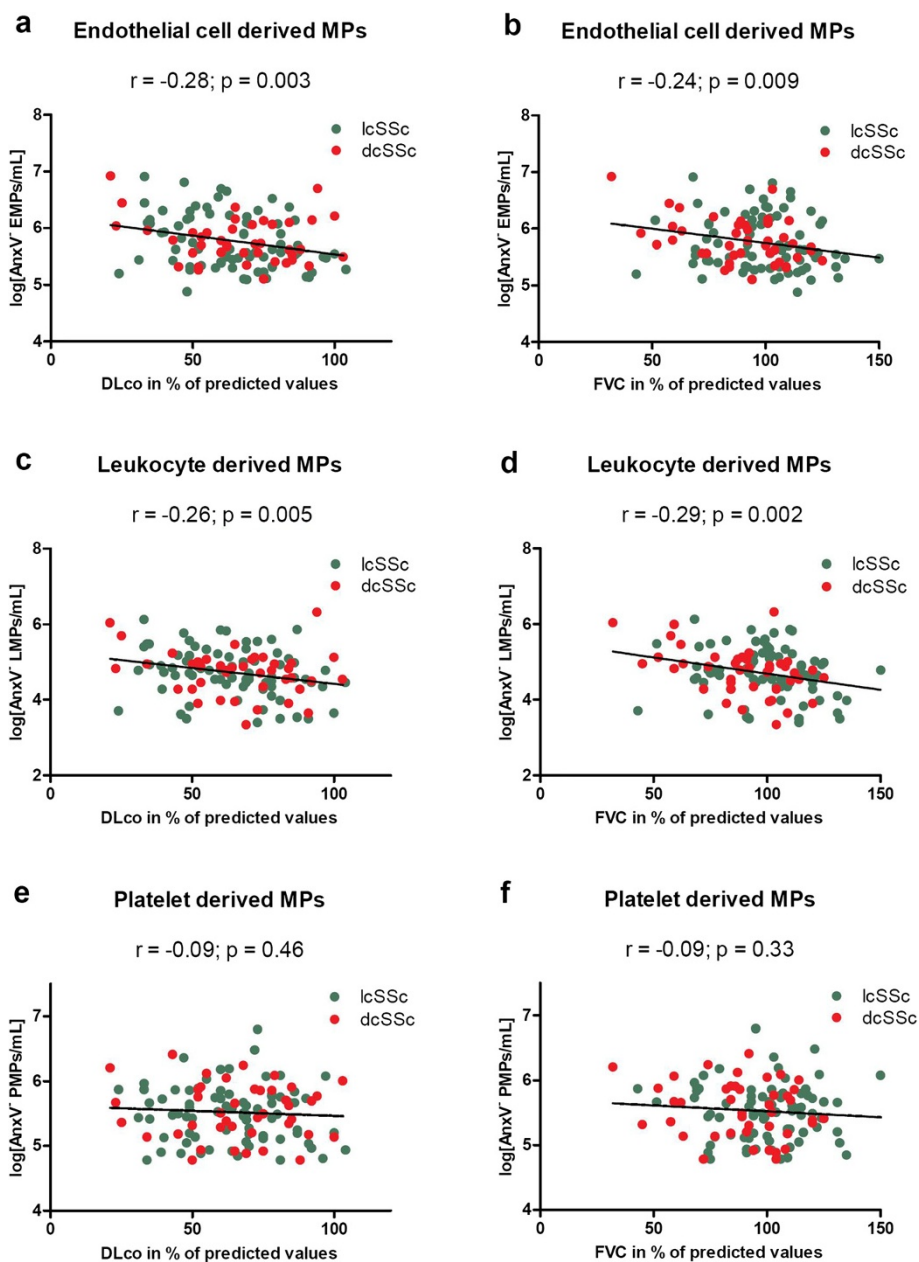 a
Endothelial cell derived MPs
r = -0.28; p = 0.003
lcSSc
dcSSc
log[AnxV⁻ EMPs/mL]
8
7
6
5
4
0
50
100
DLco in % of predicted values
b
Endothelial cell derived MPs
r = -0.24; p = 0.009
lcSSc
dcSSc
log[AnxV⁻ EMPs/mL]
8
7
6
5
4
0
50
100
150
FVC in % of predicted values
c
Leukocyte derived MPs
r = -0.26; p = 0.005
lcSSc
dcSSc
log[AnxV⁻ LMPs/mL]
8
6
4
2
0
50
100
DLco in % of predicted values
d
Leukocyte derived MPs
r = -0.29; p = 0.002
lcSSc
dcSSc
log[AnxV⁻ LMPs/mL]
8
6
4
2
0
50
100
150
FVC in % of predicted values
e
Platelet derived MPs
r = -0.09; p = 0.46
lcSSc
dcSSc
log[AnxV⁻ PMPs/mL]
7
6
5
4
0
50
100
DLco in % of predicted values
f
Platelet derived MPs
r = -0.09; p = 0.33
lcSSc
dcSSc
log[AnxV⁻ PMPs/mL]
7
6
5
4
0
50
100
150
FVC in % of predicted values